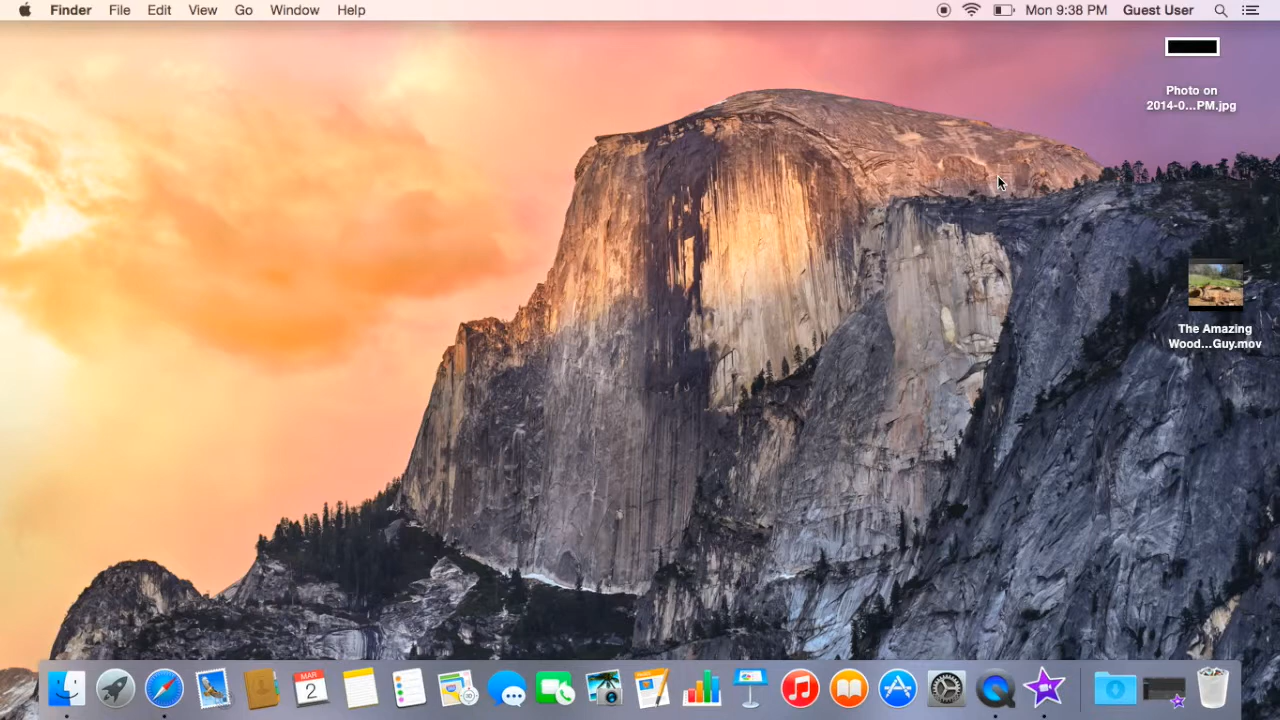 Finder File Edit View Go Window Help
Mon 9:38 PM Guest User
Photo on
2014-0...PM.jpg
The Amazing
Wood...Guy.mov
MAR
2